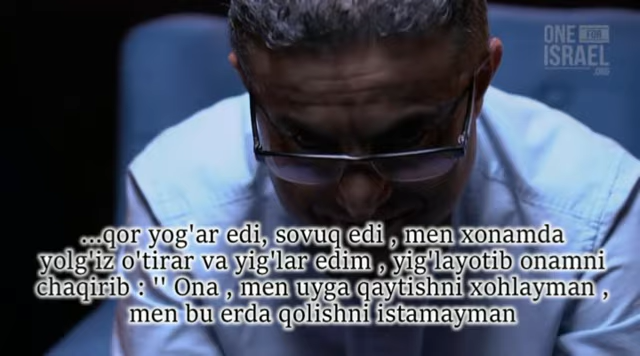 ONE FOR
ISRAEL
.ORG
...qor yog'ar edi, sovuq edi , men xonamda
yolg'iz o'tirar va yig'lar edim , yig'layotib onamni
chaqirib : '' Ona , men uyga qaytishni xohlayman ,
men bu erda qolishni istamayman